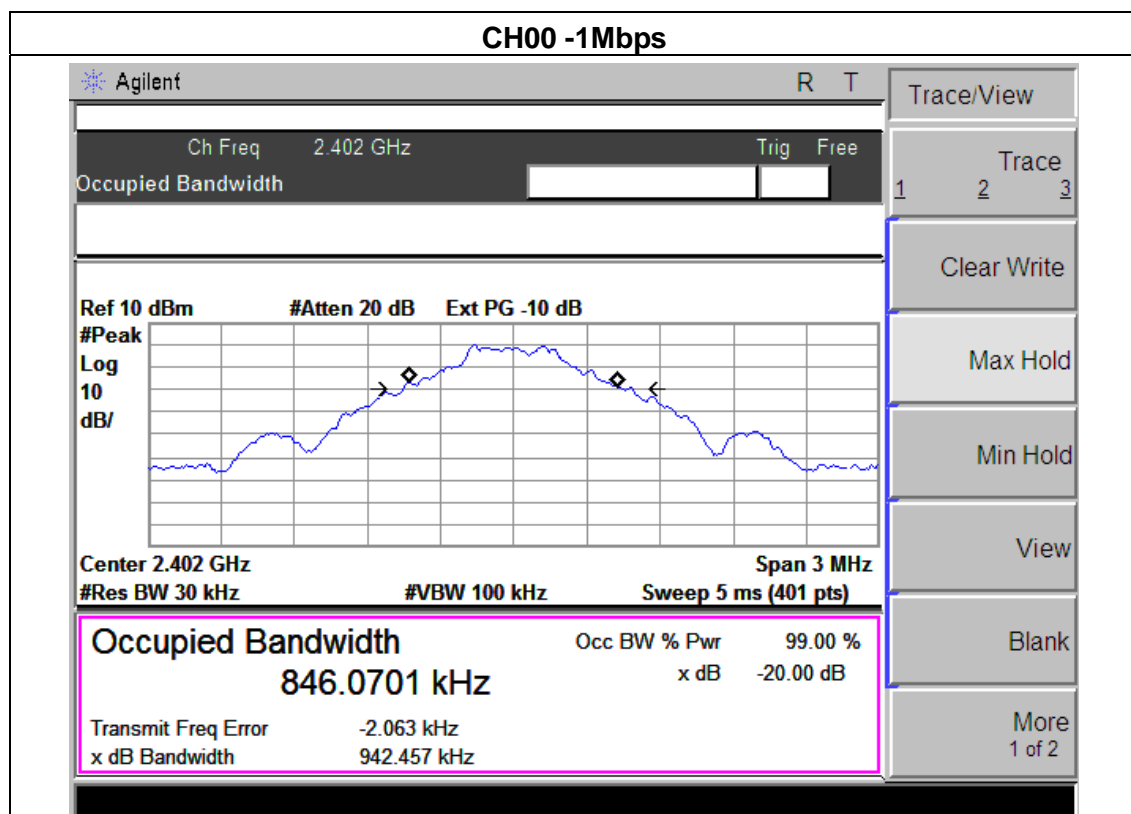 CH00 -1Mbps
Agilent R T
Ch Freq 2.402 GHz Trig Free
Occupied Bandwidth
Ref 10 dBm #Atten 20 dB Ext PG -10 dB
#Peak
Log
10
dB/
Center 2.402 GHz Span 3 MHz
#Res BW 30 kHz #VBW 100 kHz Sweep 5 ms (401 pts)
Occupied Bandwidth Occ BW % Pwr 99.00 %
846.0701 kHz x dB -20.00 dB
Transmit Freq Error -2.063 kHz
x dB Bandwidth 942.457 kHz
Trace/View
Trace
1 2 3
Clear Write
Max Hold
Min Hold
View
Blank
More
1 of 2